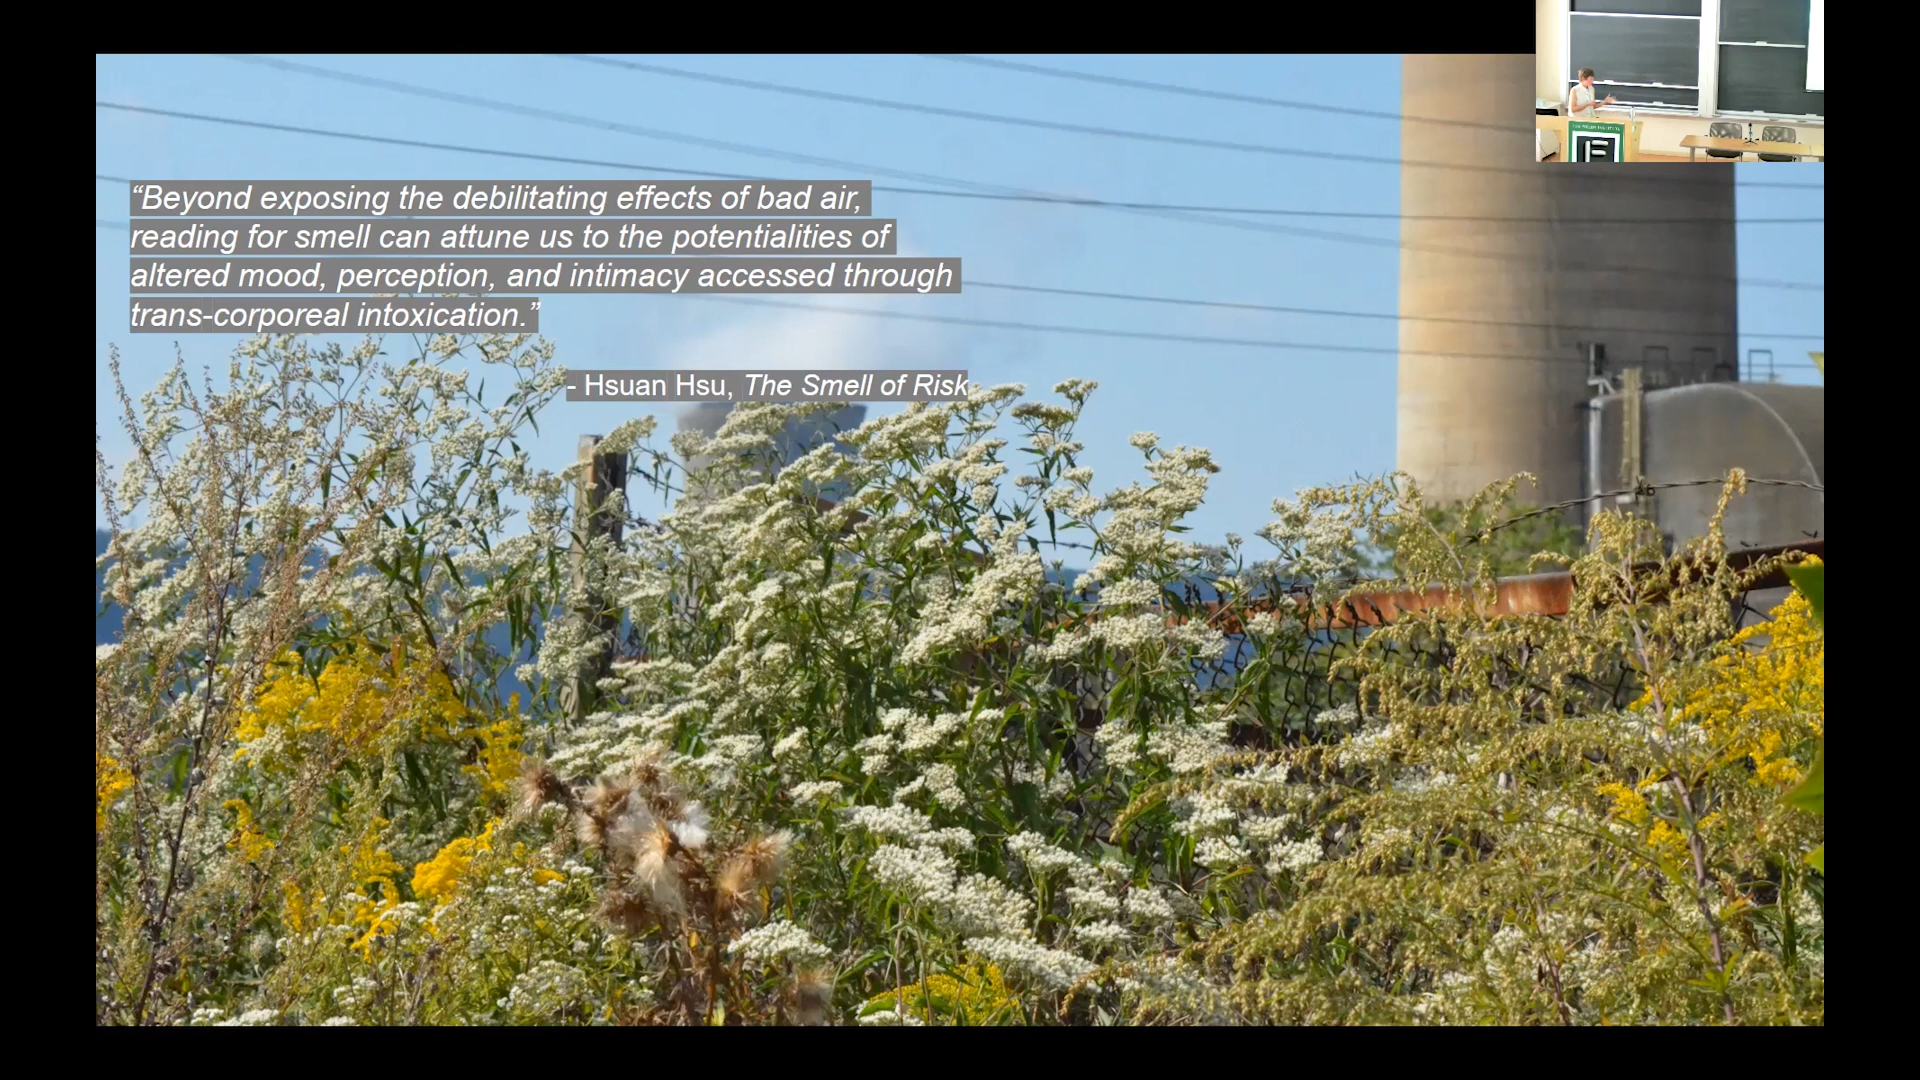 “Beyond exposing the debilitating effects of bad air,
reading for smell can attune us to the potentialities of
altered mood, perception, and intimacy accessed through
trans-corporeal intoxication.”
- Hsuan Hsu, The Smell of Risk